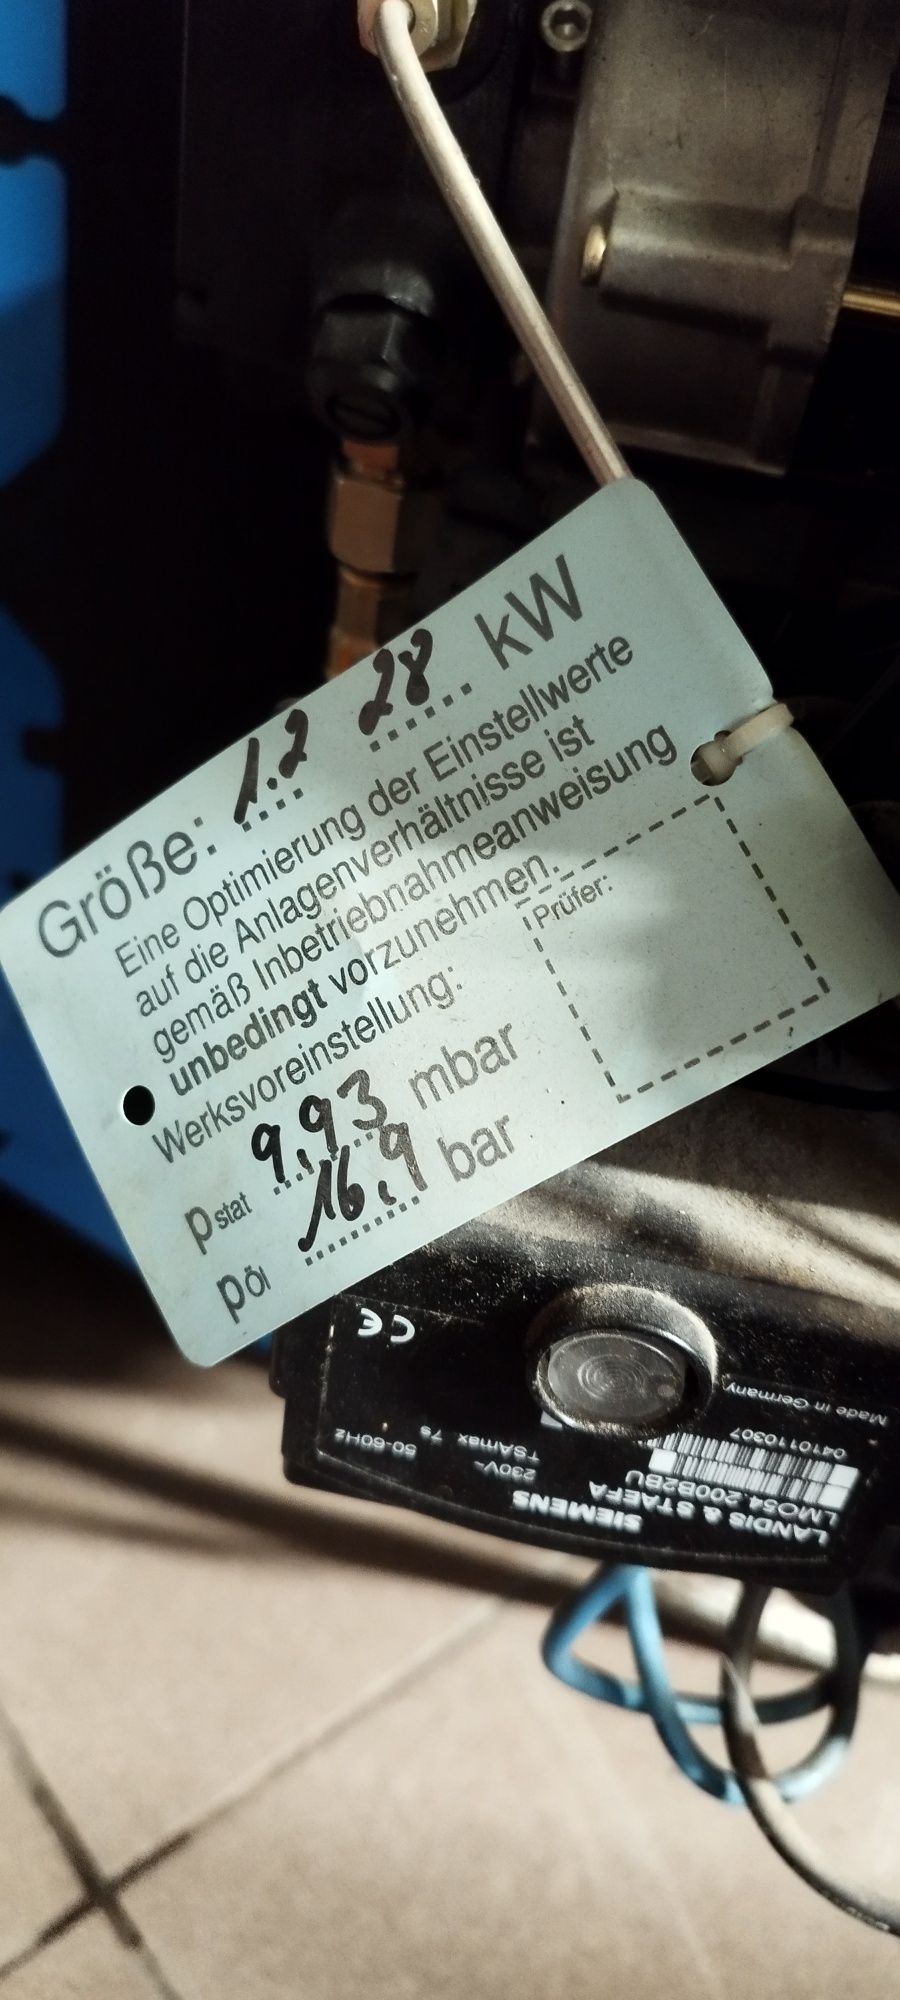 Größe: 1.2 28 kW
Eine Optimierung der Einstellwerte
auf die Anlagenverhältnisse ist
gemäß Inbetriebnahmeanweisung
unbedingt vorzunehmen.
Werksvoreinstellung:
Prüfer:
pstat 9,93 mbar
pöl 16,9 bar
LANDIS & STAEFA
SIEMENS
LMO54.200B2BU
230V~
50-60Hz
TSAmax 7s
0410110307
Made in Germany
CE